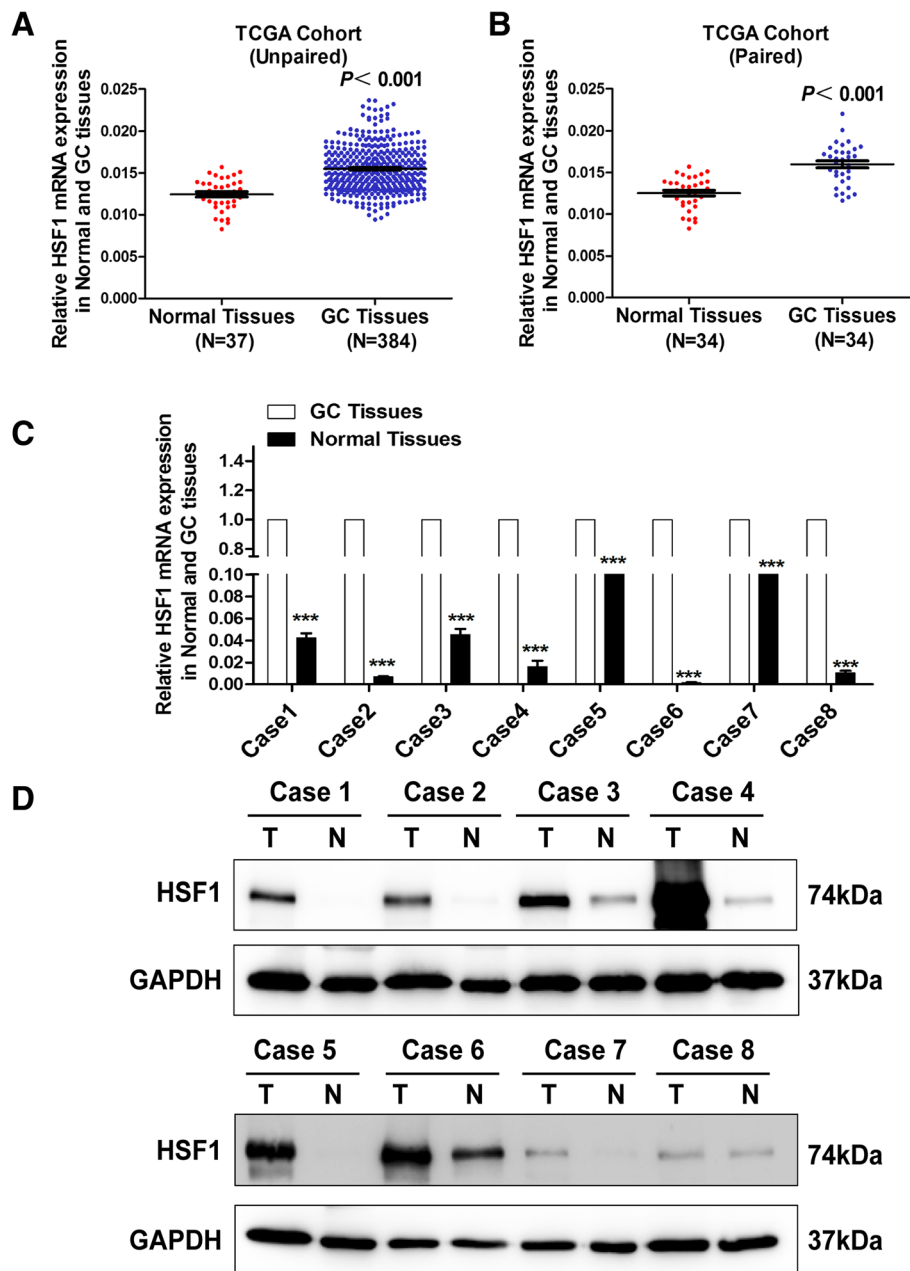 A
TCGA Cohort
(Unpaired)
P< 0.001
Relative HSF1 mRNA expression
in Normal and GC tissues
0.025
0.020
0.015
0.010
0.005
0.000
Normal Tissues
(N=37)
GC Tissues
(N=384)
B
TCGA Cohort
(Paired)
P< 0.001
Relative HSF1 mRNA expression
in Normal and GC tissues
0.025
0.020
0.015
0.010
0.005
0.000
Normal Tissues
(N=34)
GC Tissues
(N=34)
C
GC Tissues
Normal Tissues
Relative HSF1 mRNA expression
in Normal and GC tissues
1.4
1.2
1.0
0.8
0.10
0.08
0.06
0.04
0.02
0.00
*** *** *** *** *** *** *** ***
Case1 Case2 Case3 Case4 Case5 Case6 Case7 Case8
D
Case 1 Case 2 Case 3 Case 4
T N T N T N T N
HSF1 74kDa
GAPDH 37kDa
Case 5 Case 6 Case 7 Case 8
T N T N T N T N
HSF1 74kDa
GAPDH 37kDa